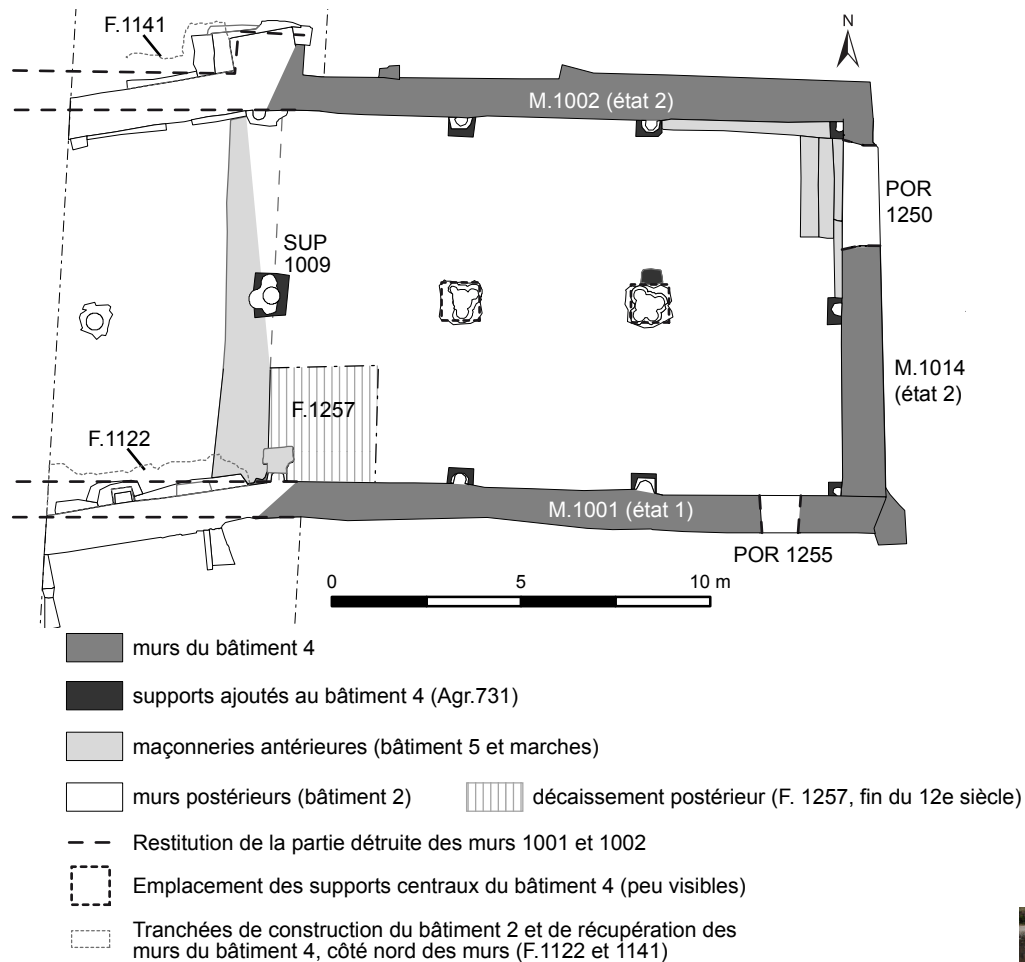 F.1141
N
M.1002 (état 2)
POR
1250
SUP
1009
M.1014
(état 2)
F.1257
F.1122
M.1001 (état 1)
POR 1255
0 5 10 m
murs du bâtiment 4
supports ajoutés au bâtiment 4 (Agr.731)
maçonneries antérieures (bâtiment 5 et marches)
murs postérieurs (bâtiment 2) décaissement postérieur (F. 1257, fin du 12e siècle)
Restitution de la partie détruite des murs 1001 et 1002
Emplacement des supports centraux du bâtiment 4 (peu visibles)
Tranchées de construction du bâtiment 2 et de récupération des
murs du bâtiment 4, côté nord des murs (F.1122 et 1141)